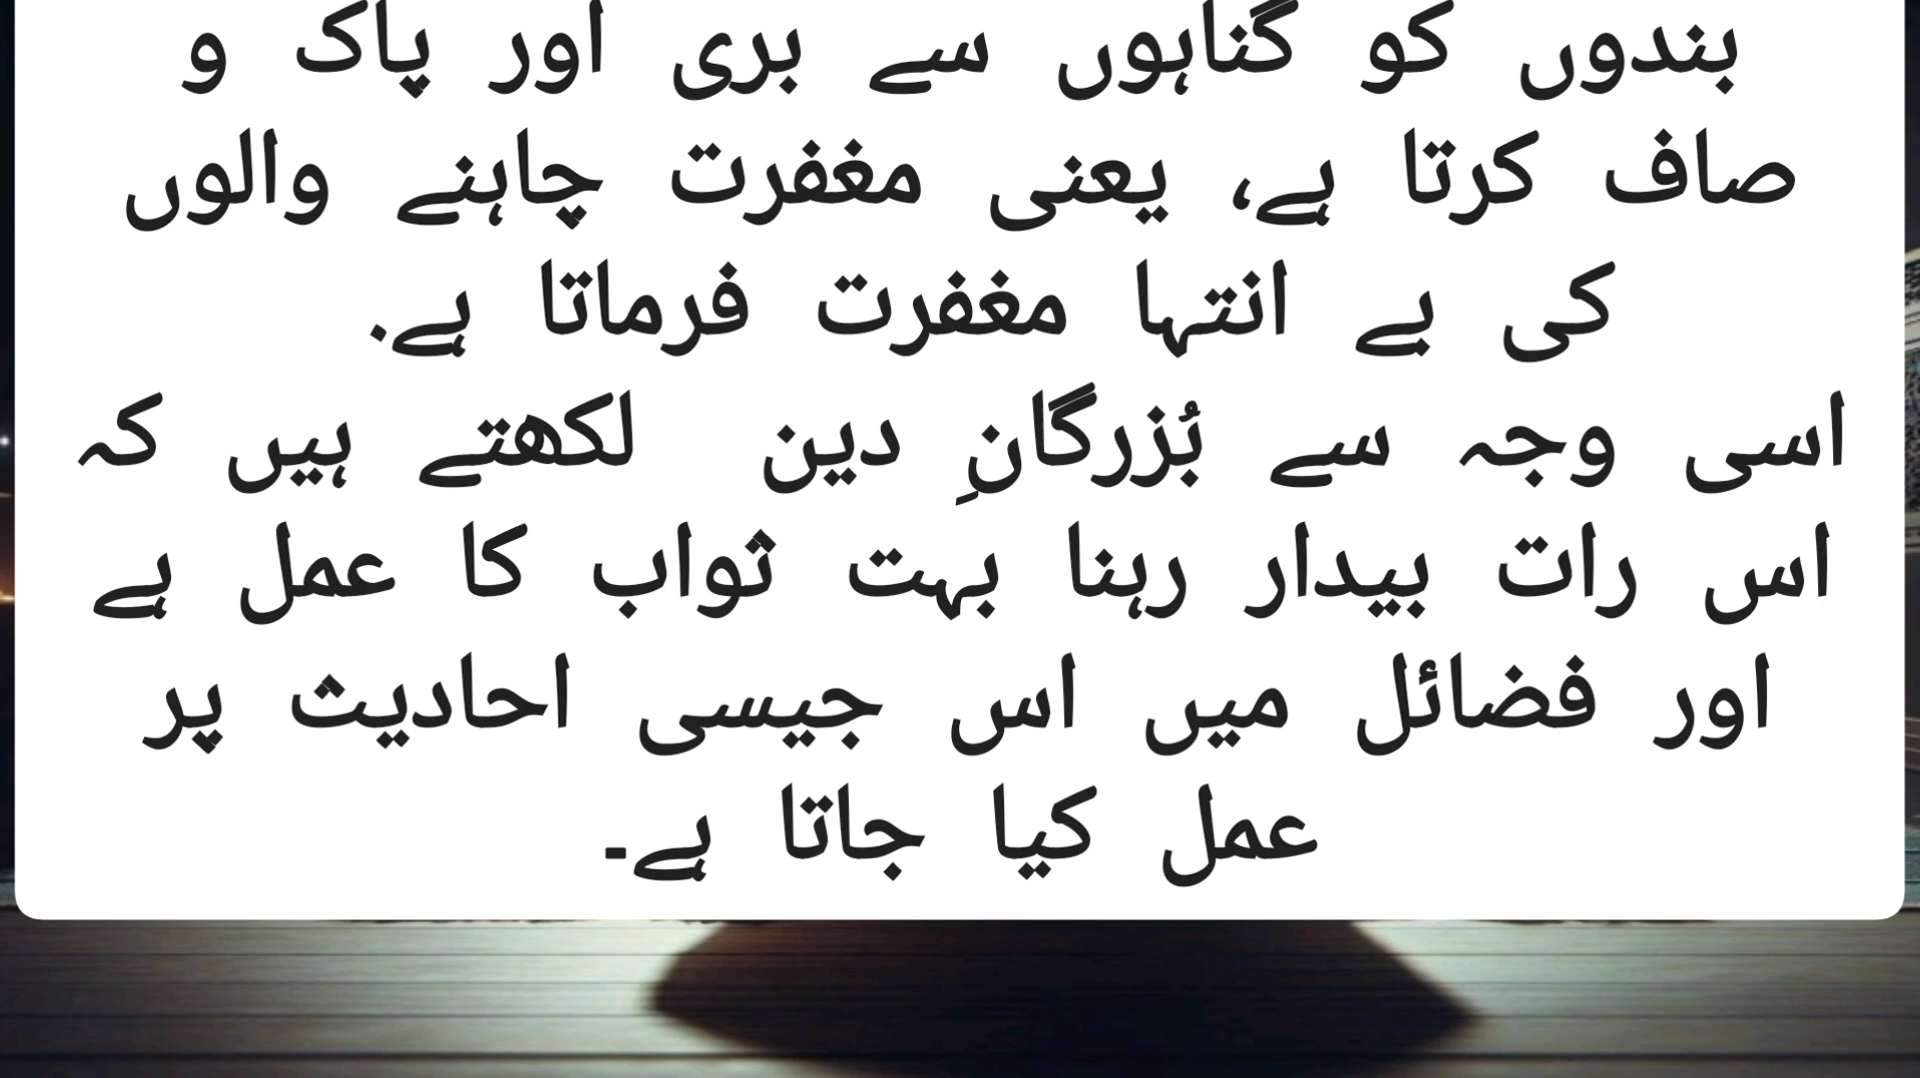 بندوں کو گناہوں سے بری اور پاک و
صاف کرتا ہے، یعنی مغفرت چاہنے والوں
کی بے انتہا مغفرت فرماتا ہے.
اسی وجہ سے بُزرگانِ دین لکھتے ہیں کہ
اس رات بیدار رہنا بہت ثواب کا عمل ہے
اور فضائل میں اس جیسی احادیث پر
عمل کیا جاتا ہے۔